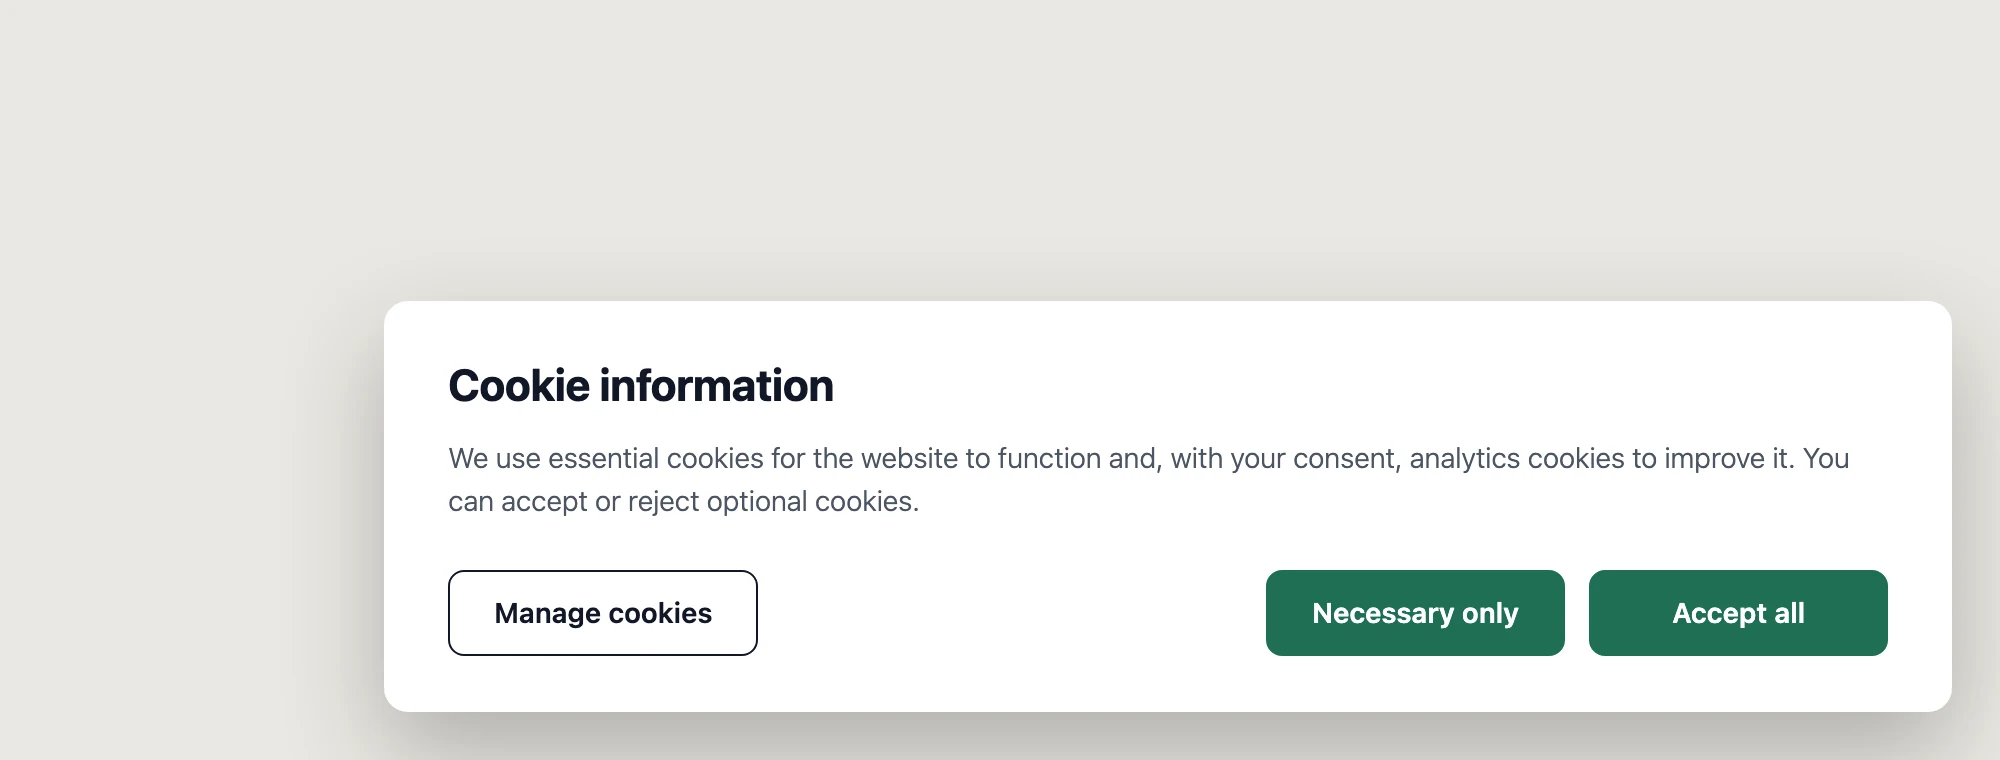 Cookie information
We use essential cookies for the website to function and, with your consent, analytics cookies to improve it. You
can accept or reject optional cookies.
Manage cookies
Necessary only
Accept all